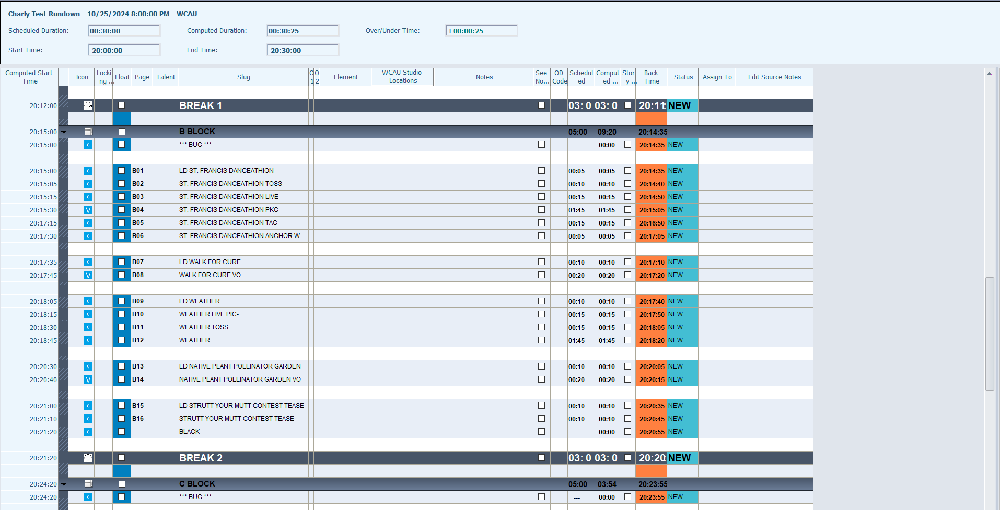 Charly Test Rundown - 10/25/2024 8:00:00 PM - WCAU
Scheduled Duration: 00:30:00 Computed Duration: 00:30:25 Over/Under Time: +00:00:25
Start Time: 20:00:00 End Time: 20:30:00
Computed Start Time Icon Locki ng ... Float Page Talent Slug O 1 O 2 Element WCAU Studio Locations Notes See No... OD Code Schedul ed Comput ed ... Stor y ... Back Time Status Assign To Edit Source Notes
20:12:00 BREAK 1 03: 0 03: 0 20:11: NEW
20:15:00 B BLOCK 05:00 09:20 20:14:35
20:15:00 C *** BUG *** --- 00:00 20:14:35 NEW
20:15:00 C B01 LD ST. FRANCIS DANCEATHION 00:05 00:05 20:14:35 NEW
20:15:05 C B02 ST. FRANCIS DANCEATHION TOSS 00:10 00:10 20:14:40 NEW
20:15:15 C B03 ST. FRANCIS DANCEATHION LIVE 00:15 00:15 20:14:50 NEW
20:15:30 V B04 ST. FRANCIS DANCEATHION PKG 01:45 01:45 20:15:05 NEW
20:17:15 C B05 ST. FRANCIS DANCEATHION TAG 00:15 00:15 20:16:50 NEW
20:17:30 C B06 ST. FRANCIS DANCEATHION ANCHOR W... 00:05 00:05 20:17:05 NEW
20:17:35 C B07 LD WALK FOR CURE 00:10 00:10 20:17:10 NEW
20:17:45 V B08 WALK FOR CURE VO 00:20 00:20 20:17:20 NEW
20:18:05 C B09 LD WEATHER 00:10 00:10 20:17:40 NEW
20:18:15 C B10 WEATHER LIVE PIC- 00:15 00:15 20:17:50 NEW
20:18:30 C B11 WEATHER TOSS 00:15 00:15 20:18:05 NEW
20:18:45 C B12 WEATHER 01:45 01:45 20:18:20 NEW
20:20:30 C B13 LD NATIVE PLANT POLLINATOR GARDEN 00:10 00:10 20:20:05 NEW
20:20:40 V B14 NATIVE PLANT POLLINATOR GARDEN VO 00:20 00:20 20:20:15 NEW
20:21:00 C B15 LD STRUTT YOUR MUTT CONTEST TEASE 00:10 00:10 20:20:35 NEW
20:21:10 C B16 STRUTT YOUR MUTT CONTEST TEASE 00:10 00:10 20:20:45 NEW
20:21:20 C BLACK --- 00:00 20:20:55 NEW
20:21:20 BREAK 2 03: 0 03: 0 20:20: NEW
20:24:20 C BLOCK 05:00 03:54 20:23:55
20:24:20 C *** BUG *** --- 00:00 20:23:55 NEW